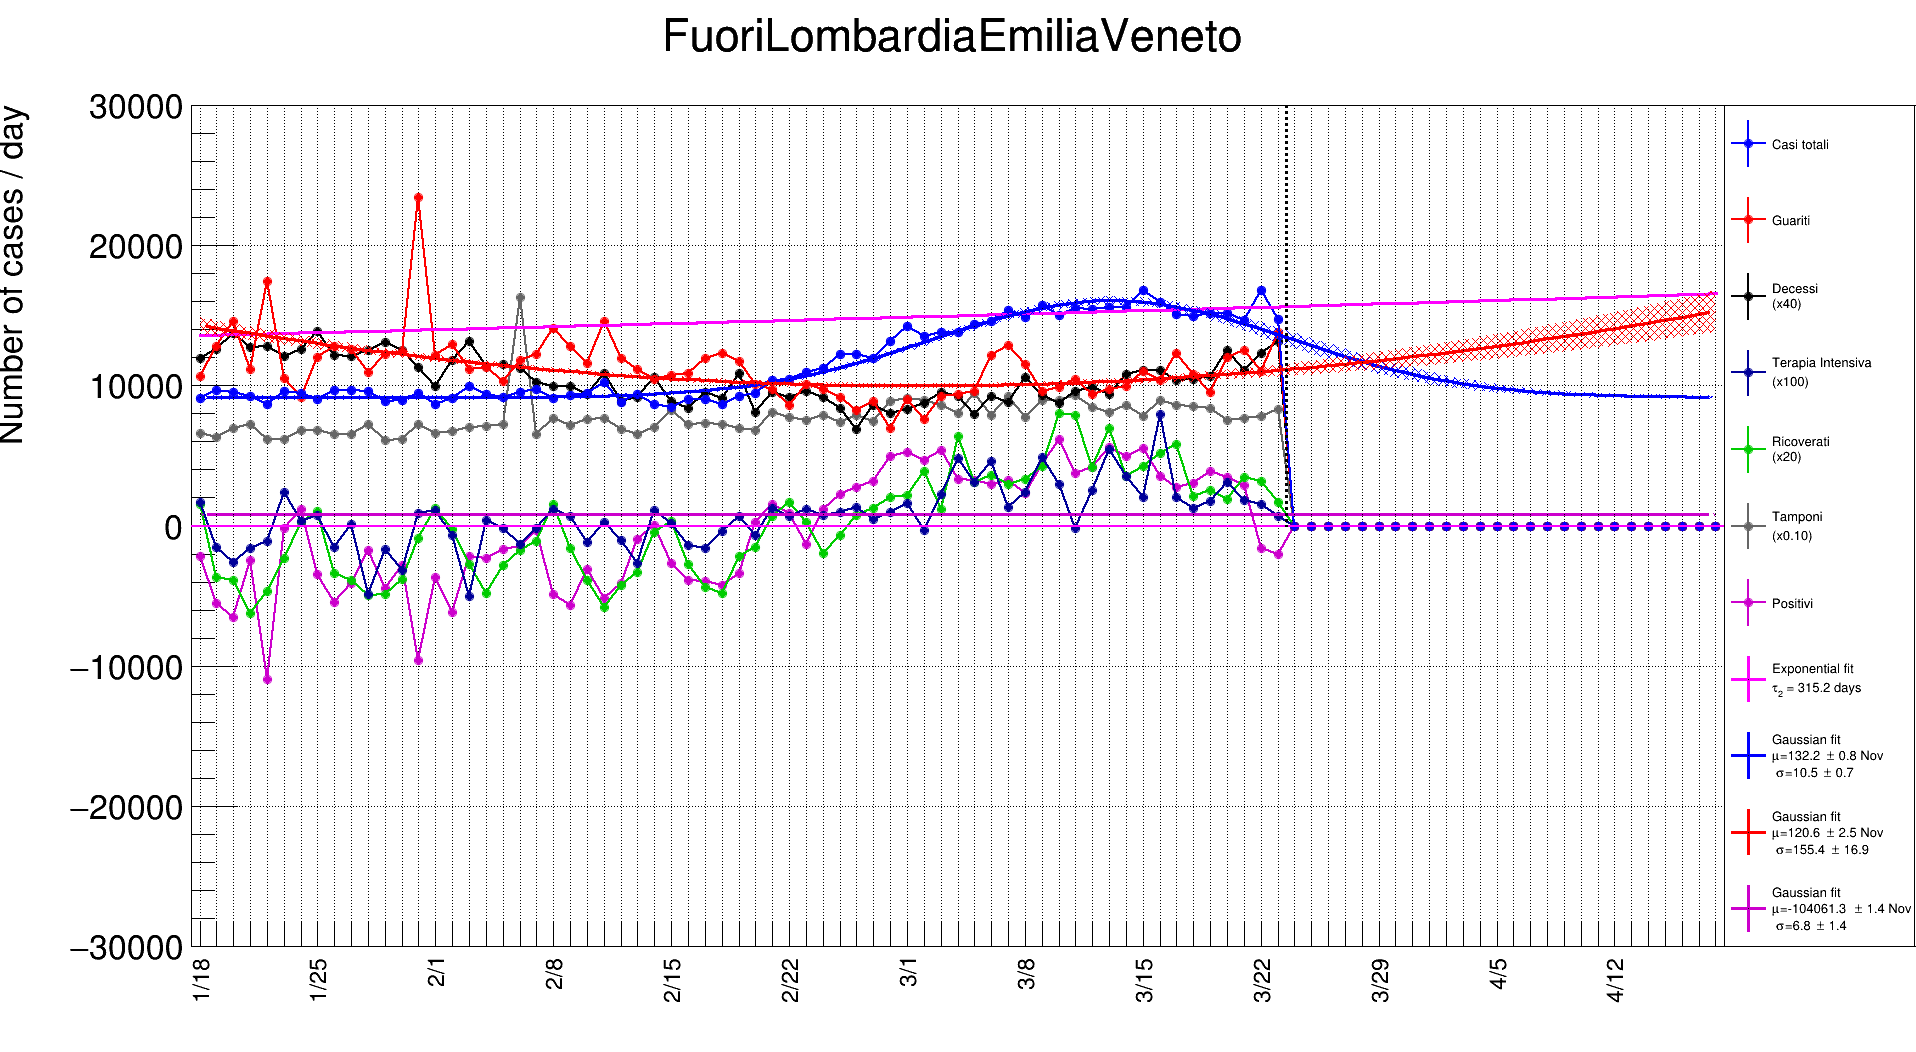 FuoriLombardiaEmiliaVeneto
Number of cases / day
30000
20000
10000
0
−10000
−20000
−30000
1/18
1/25
2/1
2/8
2/15
2/22
3/1
3/8
3/15
3/22
3/29
4/5
4/12
Casi totali
Guariti
Decessi
(x40)
Terapia Intensiva
(x100)
Ricoverati
(x20)
Tamponi
(x0.10)
Positivi
Exponential fit
τ2 = 315.2 days
Gaussian fit
μ=132.2 ± 0.8 Nov
σ=10.5 ± 0.7
Gaussian fit
μ=120.6 ± 2.5 Nov
σ=155.4 ± 16.9
Gaussian fit
μ=-104061.3 ± 1.4 Nov
σ=6.8 ± 1.4